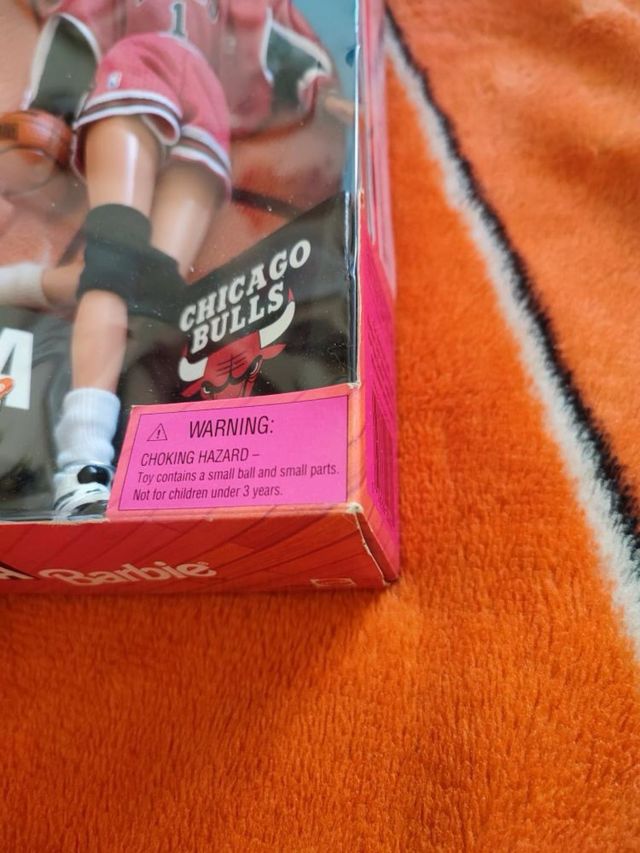 1
CHICAGO
BULLS
A
WARNING:
CHOKING HAZARD –
Toy contains a small ball and small parts.
Not for children under 3 years.
A Barbie